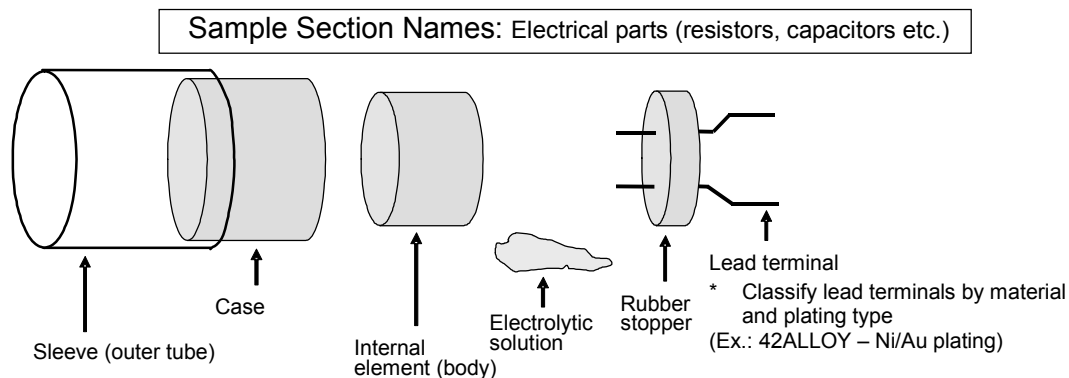 Sample Section Names: Electrical parts (resistors, capacitors etc.)
Sleeve (outer tube)
Case
Internal
element (body)
Electrolytic
solution
Rubber
stopper
Lead terminal
* Classify lead terminals by material
and plating type
(Ex.: 42ALLOY – Ni/Au plating)